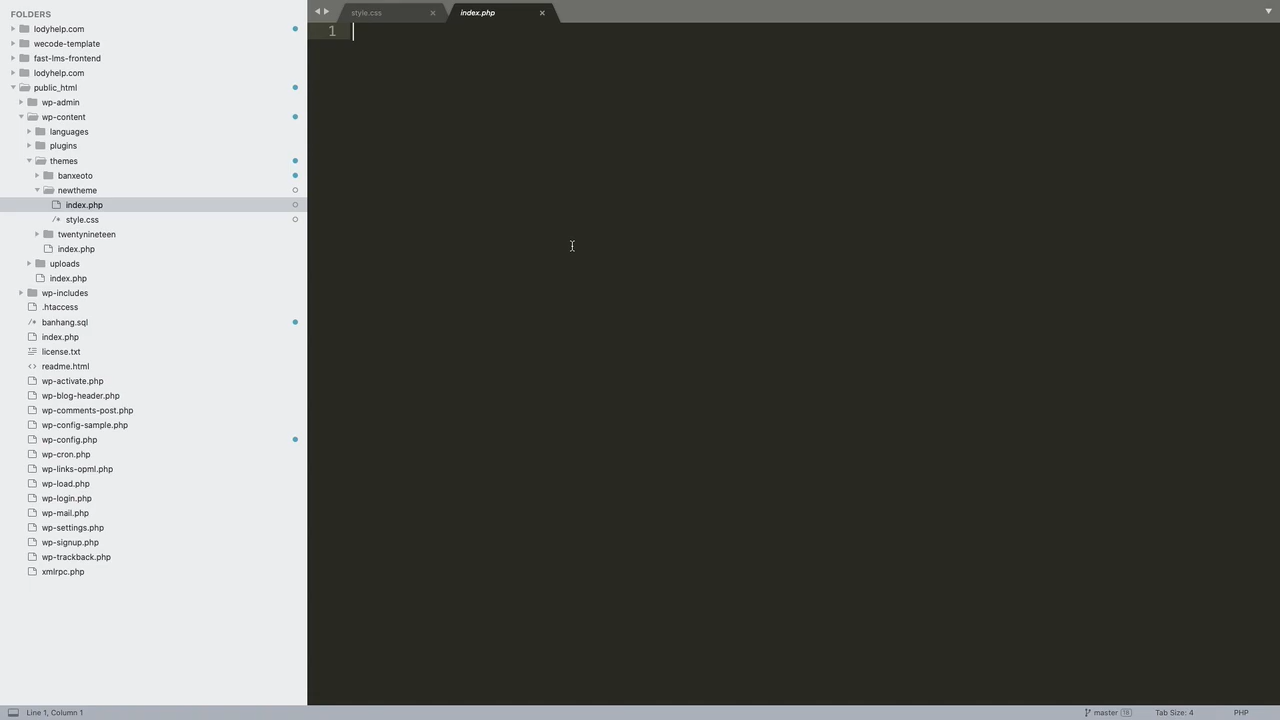 FOLDERS
lodyhelp.com
wecode-template
fast-lms-frontend
lodyhelp.com
public_html
wp-admin
wp-content
languages
plugins
themes
banxeoto
newtheme
index.php
/* style.css
twentynineteen
index.php
uploads
index.php
wp-includes
.htaccess
/* banhang.sql
index.php
license.txt
<> readme.html
wp-activate.php
wp-blog-header.php
wp-comments-post.php
wp-config-sample.php
wp-config.php
wp-cron.php
wp-links-opml.php
wp-load.php
wp-login.php
wp-mail.php
wp-settings.php
wp-signup.php
wp-trackback.php
xmlrpc.php
style.css
index.php
1
Line 1, Column 1
master 18
Tab Size: 4
PHP